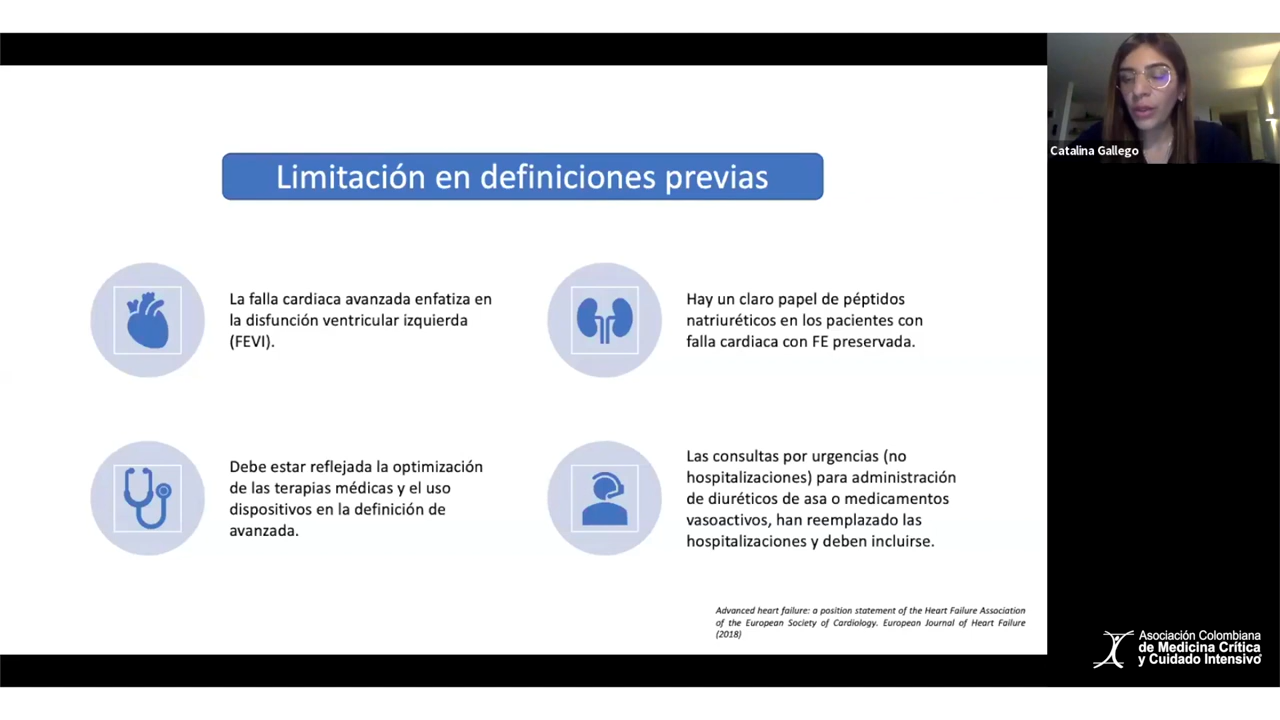 Limitación en definiciones previas
La falla cardiaca avanzada enfatiza en
la disfunción ventricular izquierda
(FEVI).
Hay un claro papel de péptidos
natriuréticos en los pacientes con
falla cardiaca con FE preservada.
Debe estar reflejada la optimización
de las terapias médicas y el uso
dispositivos en la definición de
avanzada.
Las consultas por urgencias (no
hospitalizaciones) para administración
de diuréticos de asa o medicamentos
vasoactivos, han reemplazado las
hospitalizaciones y deben incluirse.
Advanced heart failure: a position statement of the Heart Failure Association
of the European Society of Cardiology. European Journal of Heart Failure
(2018)
Catalina Gallego
Asociación Colombiana
de Medicina Crítica
y Cuidado Intensivo